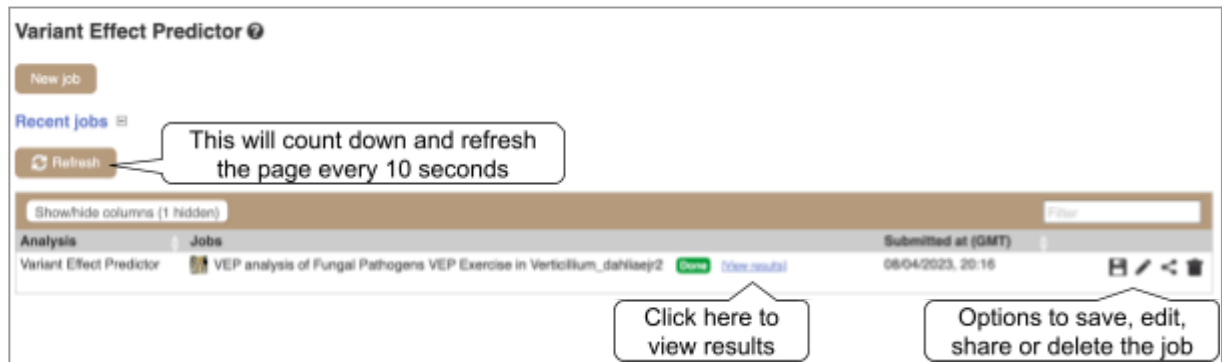 Variant Effect Predictor ?
New job
Recent jobs
This will count down and refresh
the page every 10 seconds
Refresh
Show/hide columns (1 hidden)
Filter
Analysis Jobs Submitted at (GMT)
Variant Effect Predictor VEP analysis of Fungal Pathogens VEP Exercise in Verticillium_dahliaejr2 Done [View results] 08/04/2023, 20:16
Click here to
view results
Options to save, edit,
share or delete the job